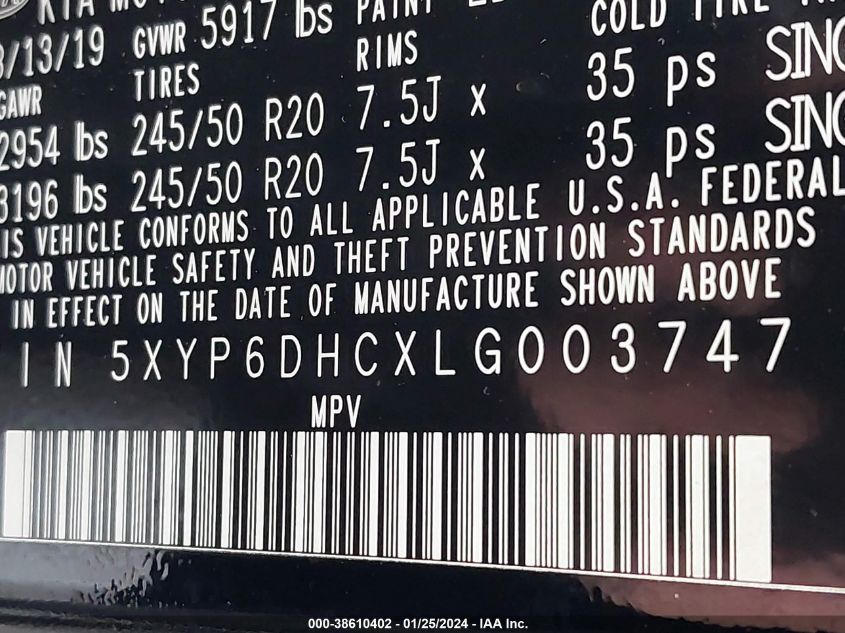 KIA MO
3/13/19 GVWR 5917 lbs PAINT
COLD TIRE
GAWR TIRES RIMS
2954 lbs 245/50 R20 7.5J x 35 ps SING
3196 lbs 245/50 R20 7.5J x 35 ps SING
IS VEHICLE CONFORMS TO ALL APPLICABLE U.S.A. FEDERAL
MOTOR VEHICLE SAFETY AND THEFT PREVENTION STANDARDS
IN EFFECT ON THE DATE OF MANUFACTURE SHOWN ABOVE
IN 5XYP6DHCXLG003747
MPV
000-38610402 - 01/25/2024 - IAA Inc.